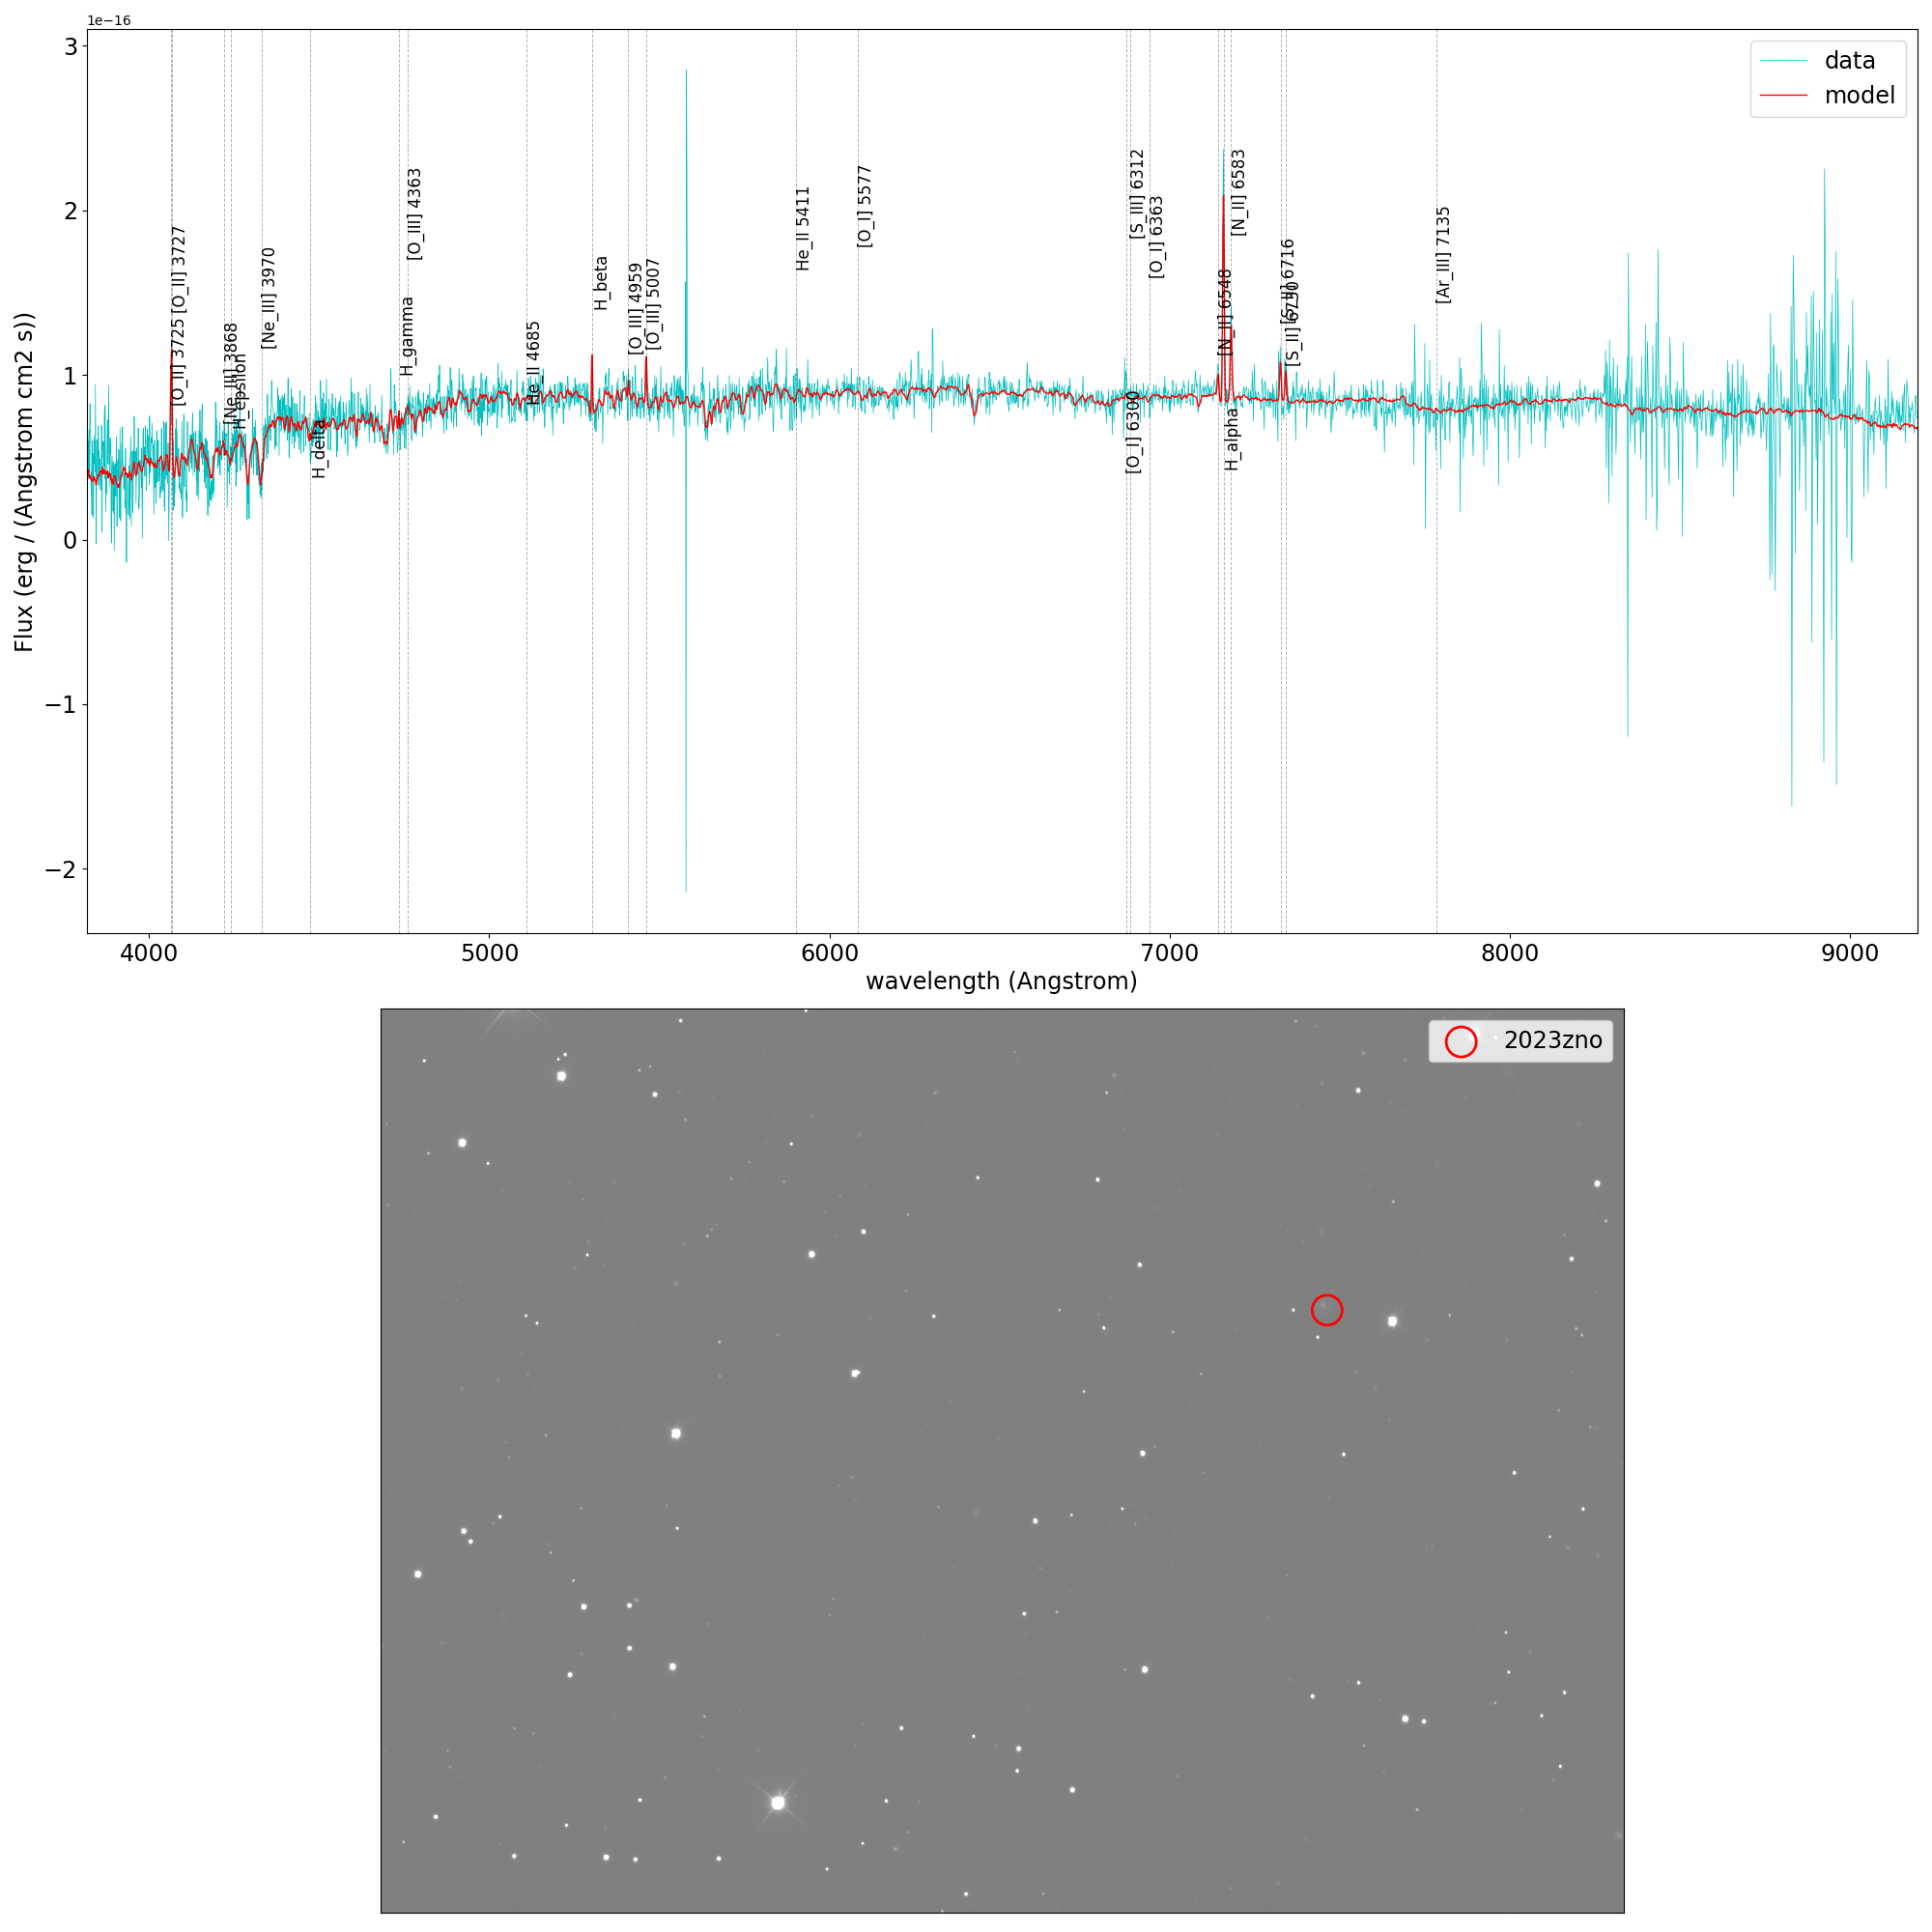 1e−16
3
2
1
0
−1
−2
Flux (erg / (Angstrom cm2 s))
data
model
[O_II] 3725
[O_II] 3727
[Ne_III] 3868
H_epsilon
[Ne_III] 3970
H_delta
H_gamma
[O_III] 4363
He_II 4685
H_beta
[O_III] 4959
[O_III] 5007
He_II 5411
[O_I] 5577
[O_I] 6300
[S_III] 6312
[O_I] 6363
[N_II] 6548
H_alpha
[N_II] 6583
[S_II] 6716
[S_II] 6730
[Ar_III] 7135
4000
5000
6000
7000
8000
9000
wavelength (Angstrom)
2023zno